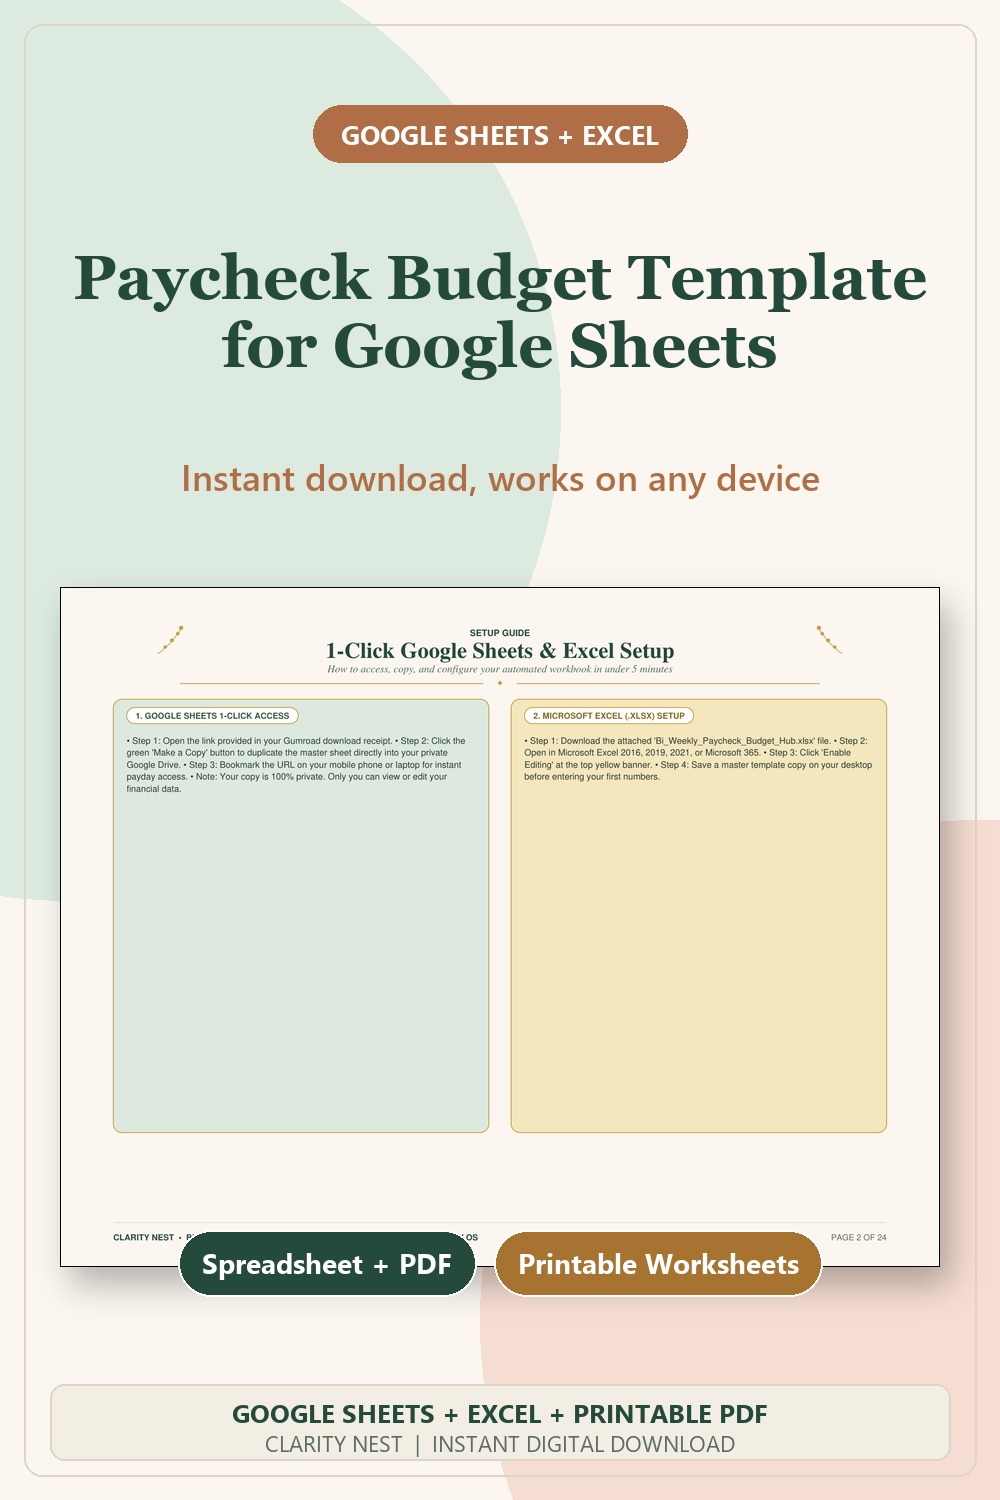 GOOGLE SHEETS + EXCEL
Paycheck Budget Template
for Google Sheets
Instant download, works on any device
SETUP GUIDE
1-Click Google Sheets & Excel Setup
How to access, copy, and configure your automated workbook in under 5 minutes
1. GOOGLE SHEETS 1-CLICK ACCESS
• Step 1: Open the link provided in your Gumroad download receipt. • Step 2: Click the
green 'Make a Copy' button to duplicate the master sheet directly into your private
Google Drive. • Step 3: Bookmark the URL on your mobile phone or laptop for instant
payday access. • Note: Your copy is 100% private. Only you can view or edit your
financial data.
2. MICROSOFT EXCEL (.XLSX) SETUP
• Step 1: Download the attached 'Bi_Weekly_Paycheck_Budget_Hub.xlsx' file. • Step 2:
Open in Microsoft Excel 2016, 2019, 2021, or Microsoft 365. • Step 3: Click 'Enable
Editing' at the top yellow banner. • Step 4: Save a master template copy on your desktop
before entering your first numbers.
CLARITY NEST •
PAGE 2 OF 24
Spreadsheet + PDF
Printable Worksheets
GOOGLE SHEETS + EXCEL + PRINTABLE PDF
CLARITY NEST | INSTANT DIGITAL DOWNLOAD